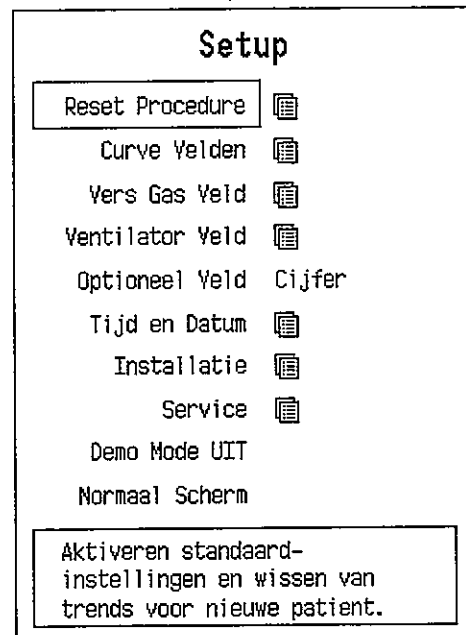 Setup
Reset Procedure
Curve Velden
Vers Gas Veld
Ventilator Veld
Optioneel Veld Cijfer
Tijd en Datum
Installatie
Service
Demo Mode UIT
Normaal Scherm
Aktiveren standaard-
instellingen en wissen van
trends voor nieuwe patient.